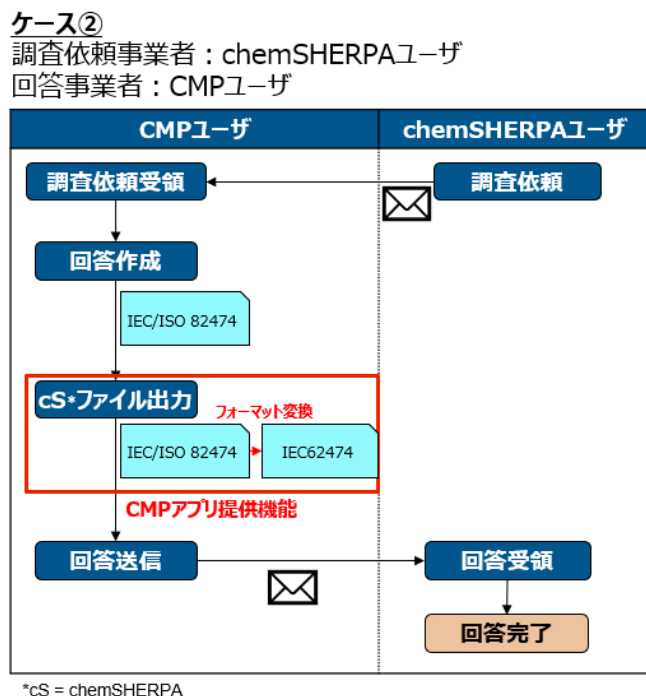 ケース②
調査依頼事業者：chemSHERPAユーザ
回答事業者：CMPユーザ
CMPユーザ
chemSHERPAユーザ
調査依頼受領
調査依頼
回答作成
IEC/ISO 82474
cS*ファイル出力
フォーマット変換
IEC/ISO 82474
IEC62474
CMPアプリ提供機能
回答送信
回答受領
回答完了
*cS = chemSHERPA